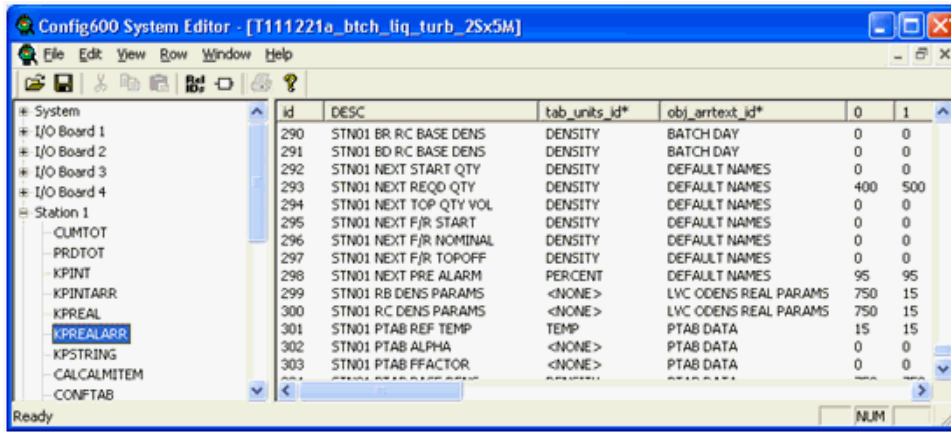 Config600 System Editor - [T111221a_btch_liq_turb_2Sx5M]
File Edit View Row Window Help
System
I/O Board 1
I/O Board 2
I/O Board 3
I/O Board 4
Station 1
CUMTOT
PRDTOT
KPINT
KPINTARR
KPREAL
KPREALARR
KPSTRING
CALCALMITEM
CONFTAB
id DESC tab_units_id* obj_arrtext_id* 0 1
290 STN01 BR RC BASE DENS DENSITY BATCH DAY 0 0
291 STN01 BD RC BASE DENS DENSITY BATCH DAY 0 0
292 STN01 NEXT START QTY DENSITY DEFAULT NAMES 0 0
293 STN01 NEXT REQD QTY DENSITY DEFAULT NAMES 400 500
294 STN01 NEXT TOP QTY VOL DENSITY DEFAULT NAMES 0 0
295 STN01 NEXT F/R START DENSITY DEFAULT NAMES 0 0
296 STN01 NEXT F/R NOMINAL DENSITY DEFAULT NAMES 0 0
297 STN01 NEXT F/R TOPOFF DENSITY DEFAULT NAMES 0 0
298 STN01 NEXT PRE ALARM PERCENT DEFAULT NAMES 95 95
299 STN01 RB DENS PARAMS <NONE> LVC ODENS REAL PARAMS 750 15
300 STN01 RC DENS PARAMS <NONE> LVC ODENS REAL PARAMS 750 15
301 STN01 PTAB REF TEMP TEMP PTAB DATA 15 15
302 STN01 PTAB ALPHA <NONE> PTAB DATA 0 0
303 STN01 PTAB FFACTOR <NONE> PTAB DATA 0 0
Ready NUM